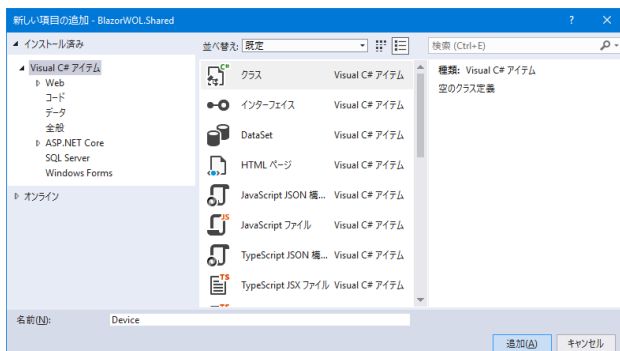 新しい項目の追加 - BlazorWOL.Shared ? ×
インストール済み
並べ替え: 既定
検索 (Ctrl+E)
Visual C# アイテム
Web
コード
データ
全般
ASP.NET Core
SQL Server
Windows Forms
オンライン
クラス Visual C# アイテム
インターフェイス Visual C# アイテム
DataSet Visual C# アイテム
HTML ページ Visual C# アイテム
JavaScript JSON 構... Visual C# アイテム
JavaScript ファイル Visual C# アイテム
TypeScript JSON 構... Visual C# アイテム
TypeScript JSX ファイル Visual C# アイテム
種類: Visual C# アイテム
空のクラス定義
名前(N): Device
追加(A) キャンセル